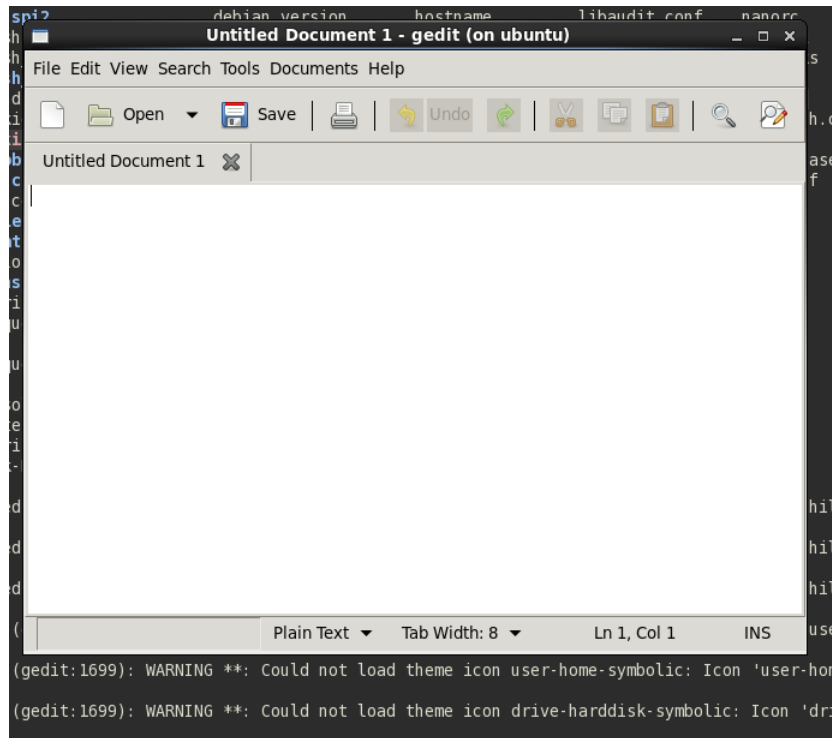 spi2 debian_version hostname libaudit.conf nanorc
Untitled Document 1 - gedit (on ubuntu)
File Edit View Search Tools Documents Help
Open Save Undo
Untitled Document 1
Plain Text Tab Width: 8 Ln 1, Col 1 INS
(gedit:1699): WARNING **: Could not load theme icon user-home-symbolic: Icon 'user-hom
(gedit:1699): WARNING **: Could not load theme icon drive-harddisk-symbolic: Icon 'dri